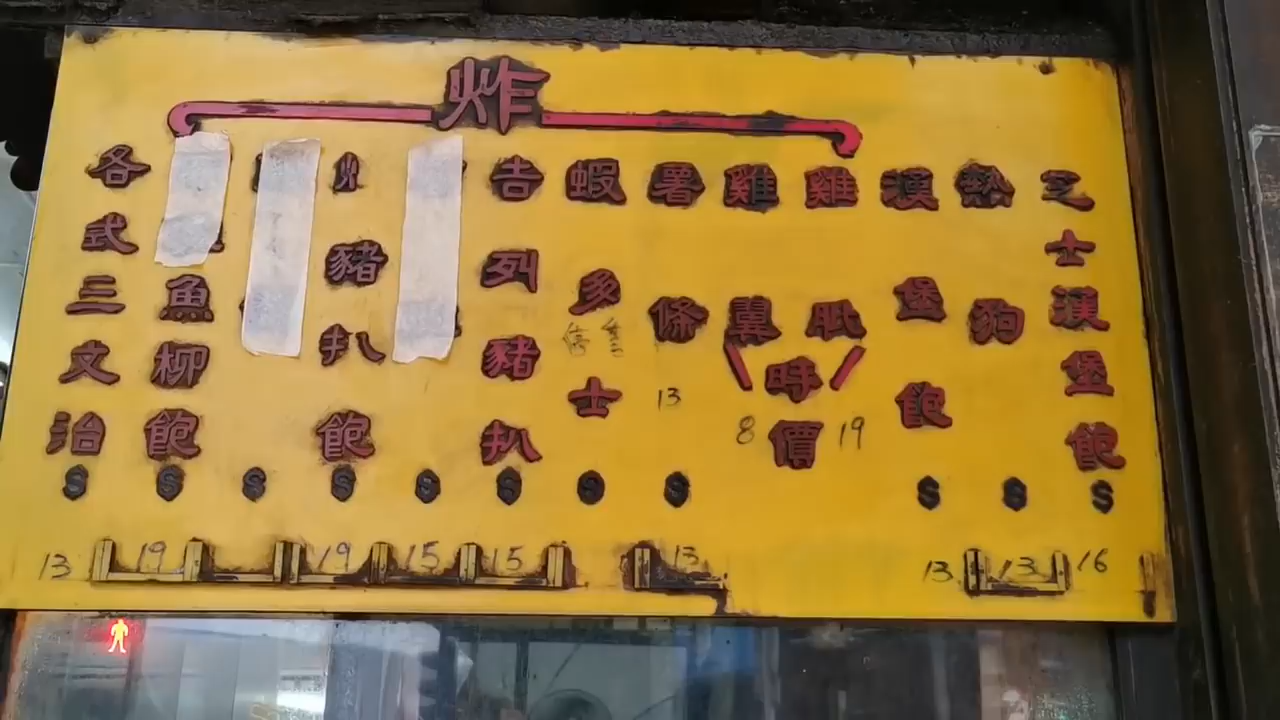 炸
芝士漢堡飽 $ 16
熱狗 $ 13
漢堡飽 $ 13
雞 肶 19
雞 翼 8
時價
署條 13 $ 13
蝦多士 $
吉列豬扒 $ 15
$ 15
炸豬扒飽 $ 19
$
魚柳飽 $ 19
各式三文治 $ 13